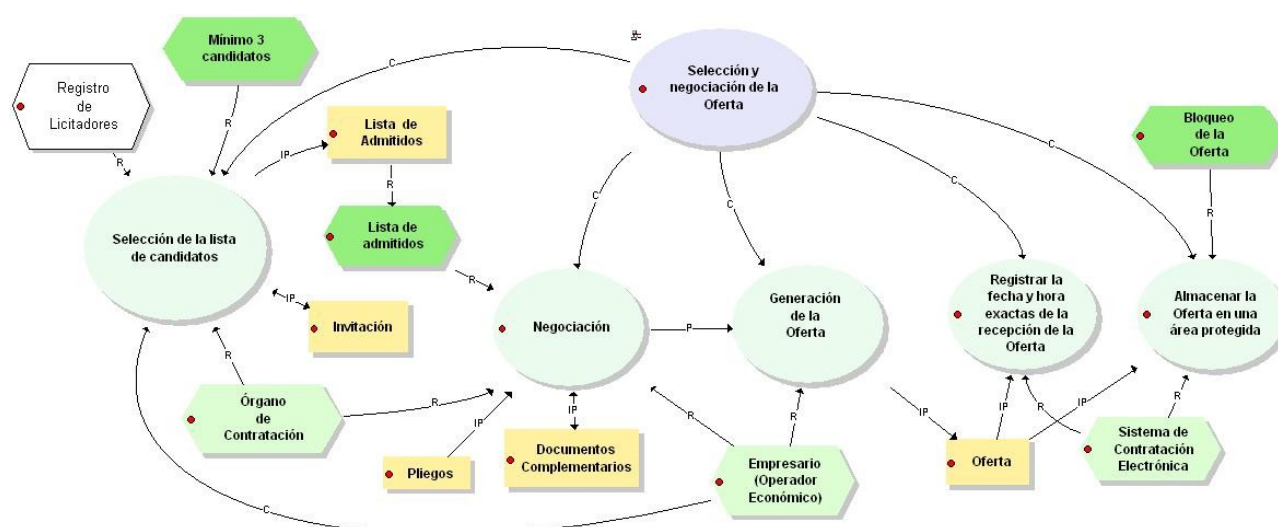 Mínimo 3
candidatos
Registro
de
Licitadores
Selección y
negociación de la
Oferta
Lista de
Admitidos
Bloqueo
de la
Oferta
C
R
IP
R
R
C
C
C
C
R
Lista de
admitidos
Selección de la lista
de candidatos
R
Negociación
Generación
de la
Oferta
Registrar la
fecha y hora
exactas de la
recepción de la
Oferta
Almacenar la
Oferta en una
área protegida
IP
Invitación
P
R
Órgano
de
Contratación
R
IP
IP
R
R
IP
IP
R
IP
R
Pliegos
Documentos
Complementarios
Empresario
(Operador
Económico)
Oferta
Sistema de
Contratación
Electrónica
C